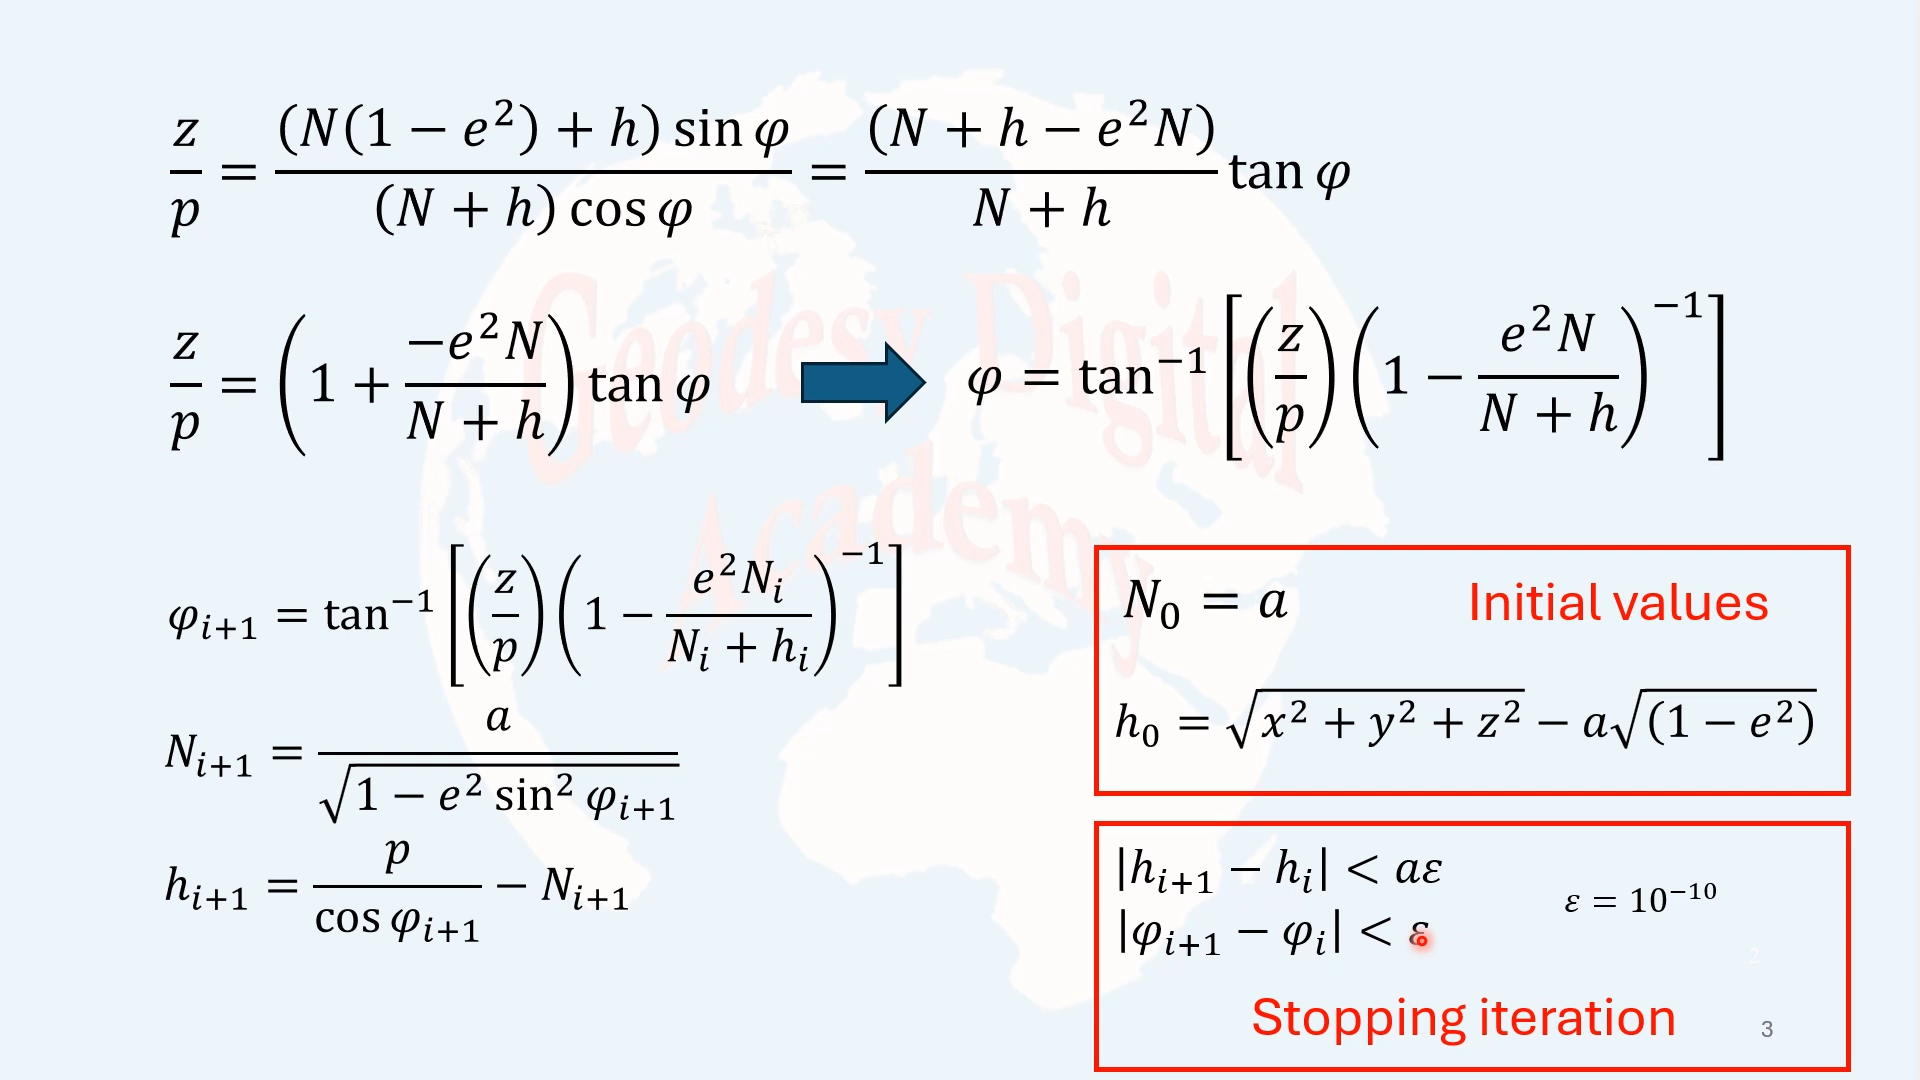 z/p = (N(1 − e²) + h) sin φ / (N + h) cos φ = (N + h − e²N) / N + h tan φ
z/p = (1 + −e²N / N + h) tan φ
φ = tan⁻¹ [(z/p) (1 − e²N / N + h)⁻¹]
φᵢ₊₁ = tan⁻¹ [(z/p) (1 − e²Nᵢ / Nᵢ + hᵢ)⁻¹]
Nᵢ₊₁ = a / √(1 − e² sin² φᵢ₊₁)
hᵢ₊₁ = p / cos φᵢ₊₁ − Nᵢ₊₁
N₀ = a Initial values
h₀ = √(x² + y² + z²) − a√((1 − e²))
|hᵢ₊₁ − hᵢ| < aε
ε = 10⁻¹⁰
|φᵢ₊₁ − φᵢ| < ε
2
Stopping iteration
3
Geodesy Digital
Academy